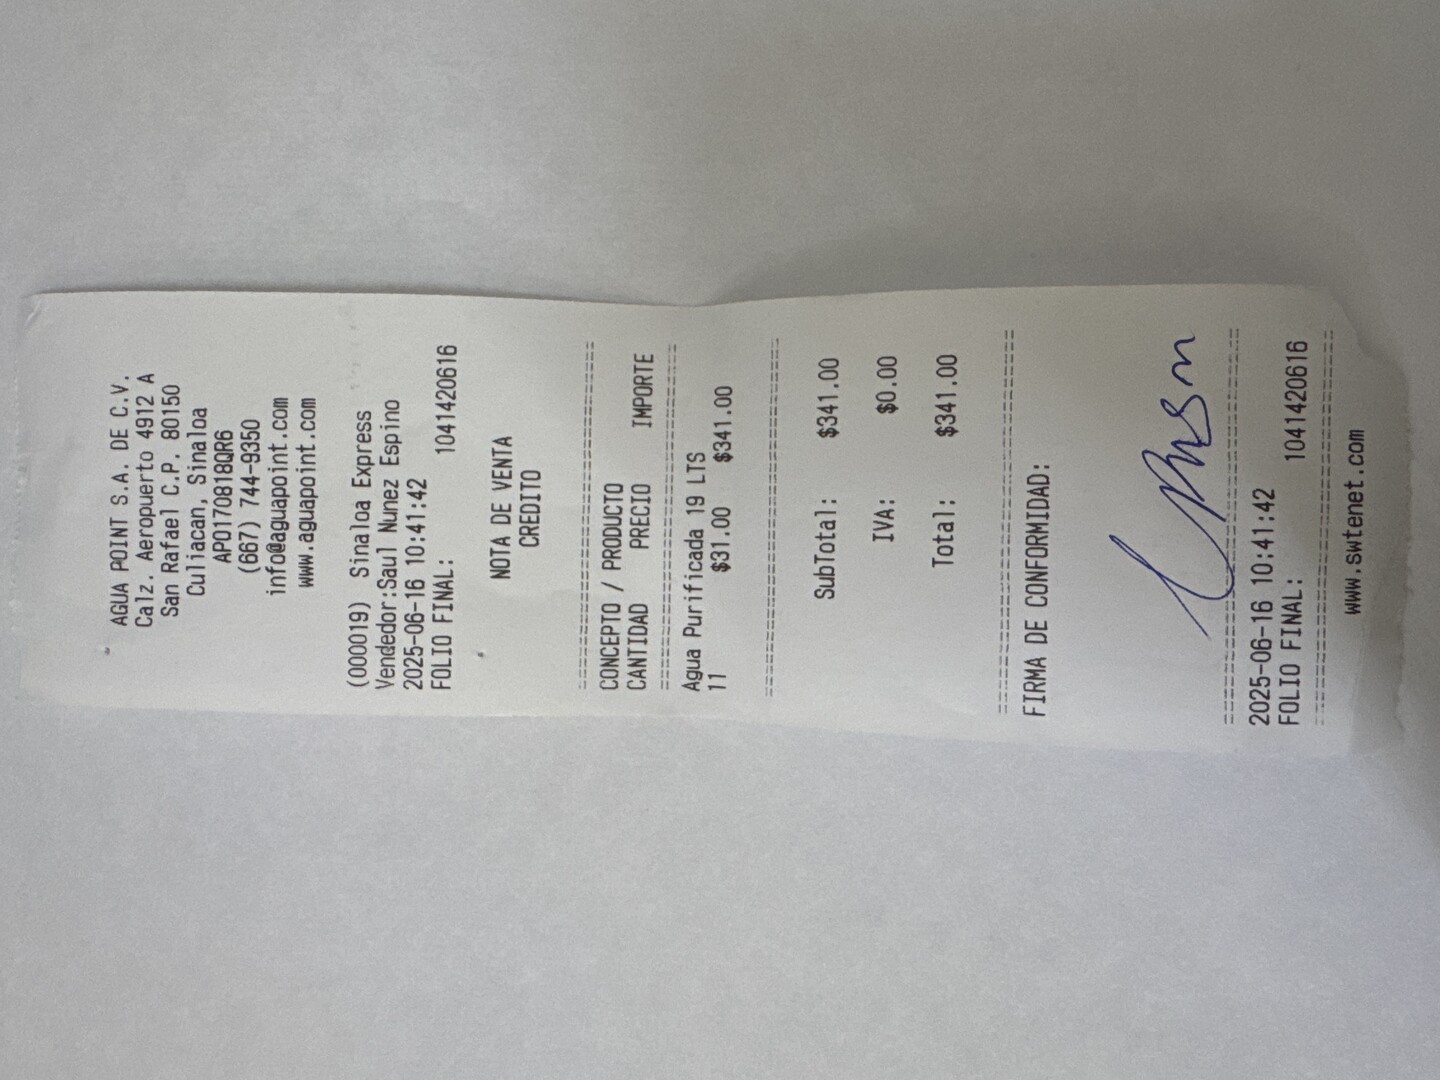 AGUA POINT S.A. DE C.V.
Calz. Aeropuerto 4912 A
San Rafael C.P. 80150
Culiacan, Sinaloa
APO170818QR6
(667) 744-9350
info@aguapoint.com
www.aguapoint.com
(000019) Sinaloa Express
Vendedor:Saul Nunez Espino
2025-06-16 10:41:42
FOLIO FINAL: 1041420616
NOTA DE VENTA
CREDITO
CONCEPTO / PRODUCTO
CANTIDAD PRECIO IMPORTE
Agua Purificada 19 LTS
11 $31.00 $341.00
SubTotal: $341.00
IVA: $0.00
Total: $341.00
FIRMA DE CONFORMIDAD:
2025-06-16 10:41:42
FOLIO FINAL: 1041420616
www.swtenet.com